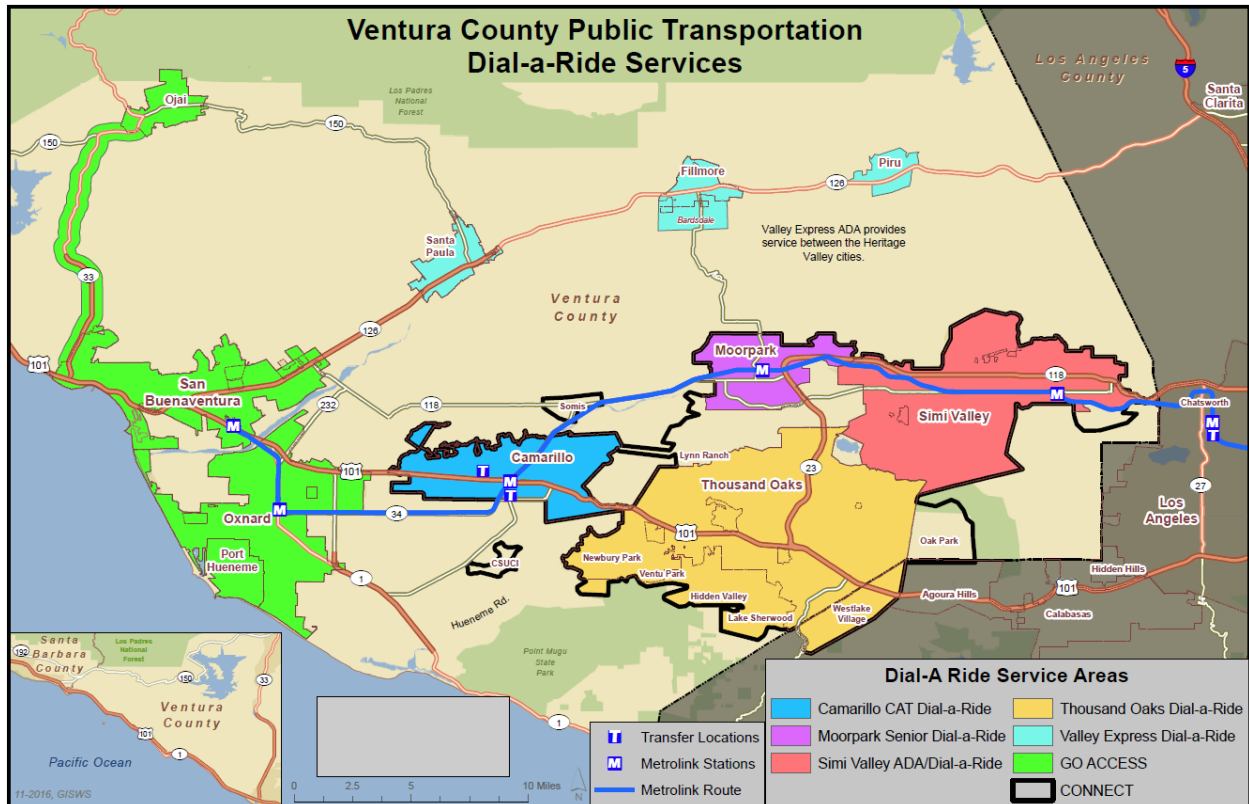 Ventura County Public Transportation
Dial-a-Ride Services
Los Angeles
County
5
Santa
Clarita
Los Padres
National
Forest
Ojai
150
150
33
Fillmore
Bardsdale
Piru
126
Santa
Paula
Valley Express ADA provides
service between the Heritage
Valley cities.
Ventura
County
126
101
San
Buenaventura
232
118
Somis
Moorpark
118
Simi Valley
Chatsworth
M
M
M
M
T
T
M
T
M
101
Camarillo
Lynn Ranch
23
Thousand Oaks
27
Los
Angeles
Oxnard
34
Port
Hueneme
1
CSUCI
Hueneme Rd.
101
Newbury Park
Ventu Park
Hidden Valley
Lake Sherwood
Westlake
Village
Oak Park
Agoura Hills
101
Hidden Hills
Calabasas
Point Mugu
State
Park
1
Santa
Barbara
County
Los Padres
National
Forest
192
150
33
Ventura
County
101
1
Pacific Ocean
11-2016, GISWS
0
2.5
5
10 Miles
N
T Transfer Locations
M Metrolink Stations
Metrolink Route
Dial-A Ride Service Areas
Camarillo CAT Dial-a-Ride
Moorpark Senior Dial-a-Ride
Simi Valley ADA/Dial-a-Ride
Thousand Oaks Dial-a-Ride
Valley Express Dial-a-Ride
GO ACCESS
CONNECT